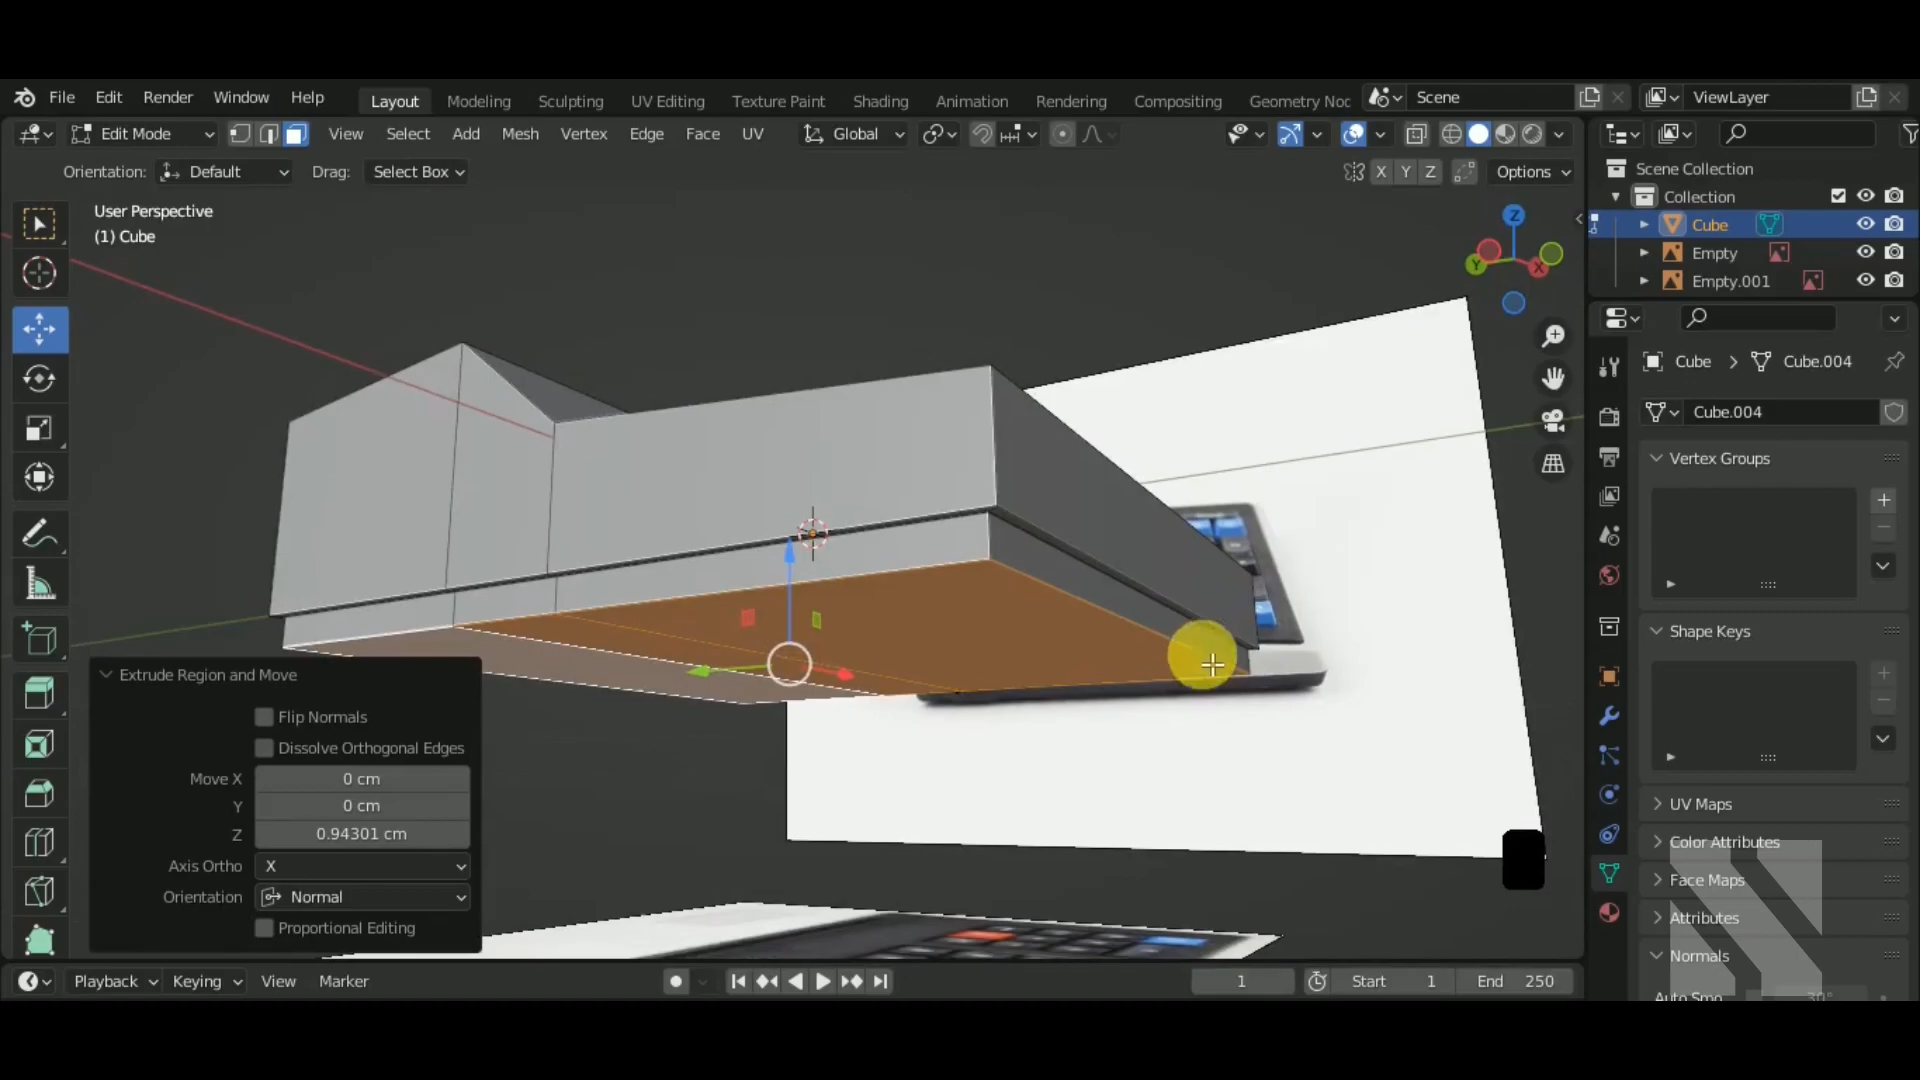 File Edit Render Window Help Layout Modeling Sculpting UV Editing Texture Paint Shading Animation Rendering Compositing Geometry Noc Scene ViewLayer
Edit Mode View Select Add Mesh Vertex Edge Face UV Global
Orientation: Default Drag: Select Box X Y Z Options
User Perspective
(1) Cube
Z
Y
X
Scene Collection
Collection
Cube
Empty
Empty.001
Cube Cube.004
Cube.004
Vertex Groups
Shape Keys
UV Maps
Color Attributes
Face Maps
Attributes
Normals
Auto Smo 30°
Extrude Region and Move
Flip Normals
Dissolve Orthogonal Edges
Move X 0 cm
Y 0 cm
Z 0.94301 cm
Axis Ortho X
Orientation Normal
Proportional Editing
Playback Keying View Marker 1 Start 1 End 250